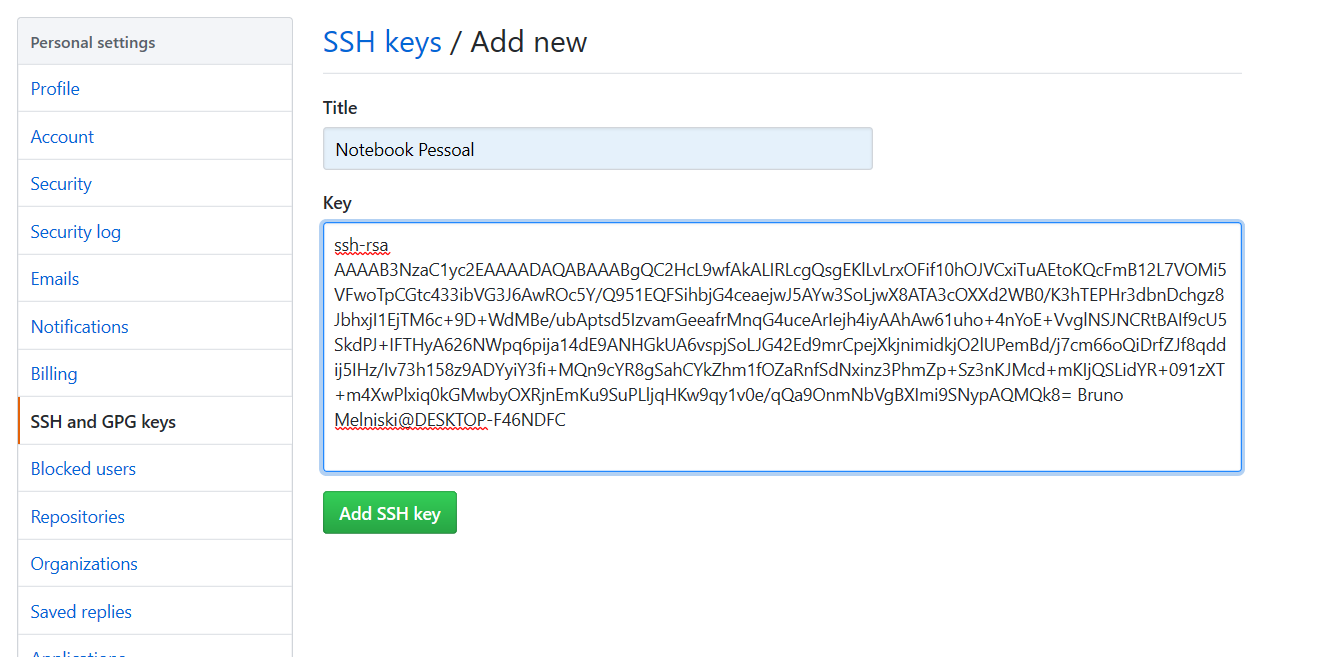 Personal settings
Profile
Account
Security
Security log
Emails
Notifications
Billing
SSH and GPG keys
Blocked users
Repositories
Organizations
Saved replies
Applications
SSH keys / Add new
Title
Notebook Pessoal
Key
ssh-rsa
AAAAB3NzaC1yc2EAAAADAQABAAABgQC2HcL9wfAkALIRLcgQsgEKlLvLrxOFif10hOJVCxiTuAEtoKQcFmB12L7VOMi5
VFwoTpCGtc433ibVG3J6AwROc5Y/Q951EQFSihbjG4ceaejwJ5AYw3SoLjwX8ATA3cOXXd2WB0/K3hTEPHr3dbnDchgz8
JbhxjI1EjTM6c+9D+WdMBe/ubAptsd5IzvamGeeafrMnqG4uceArIejh4iyAAhAw61uho+4nYoE+VvglNSJNCRtBAIf9cU5
SkdPJ+IFTHyA626NWpq6pija14dE9ANHGkUA6vspjSoLJG42Ed9mrCpejXkjnimidkjO2lUPemBd/j7cm66oQiDrfZJf8qdd
ij5IHz/Iv73h158z9ADYyiY3fi+MQn9cYR8gSahCYkZhm1fOZaRnfSdNxinz3PhmZp+Sz3nKJMcd+mKIjQSLidYR+091zXT
+m4XwPlxiq0kGMwbyOXRjnEmKu9SuPLljqHKw9qy1v0e/qQa9OnmNbVgBXImi9SNypAQMQk8= Bruno
Melniski@DESKTOP-F46NDFC
Add SSH key